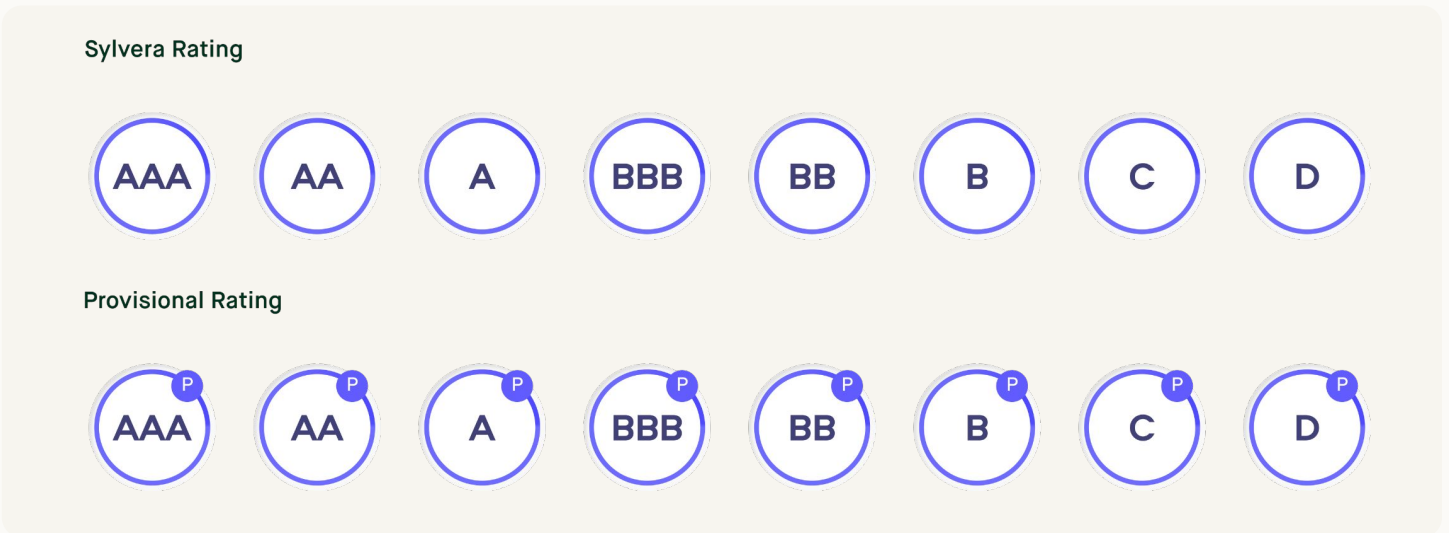 Sylvera Rating
AAA AA A BBB BB B C D
Provisional Rating
P P P P P P P P
AAA AA A BBB BB B C D